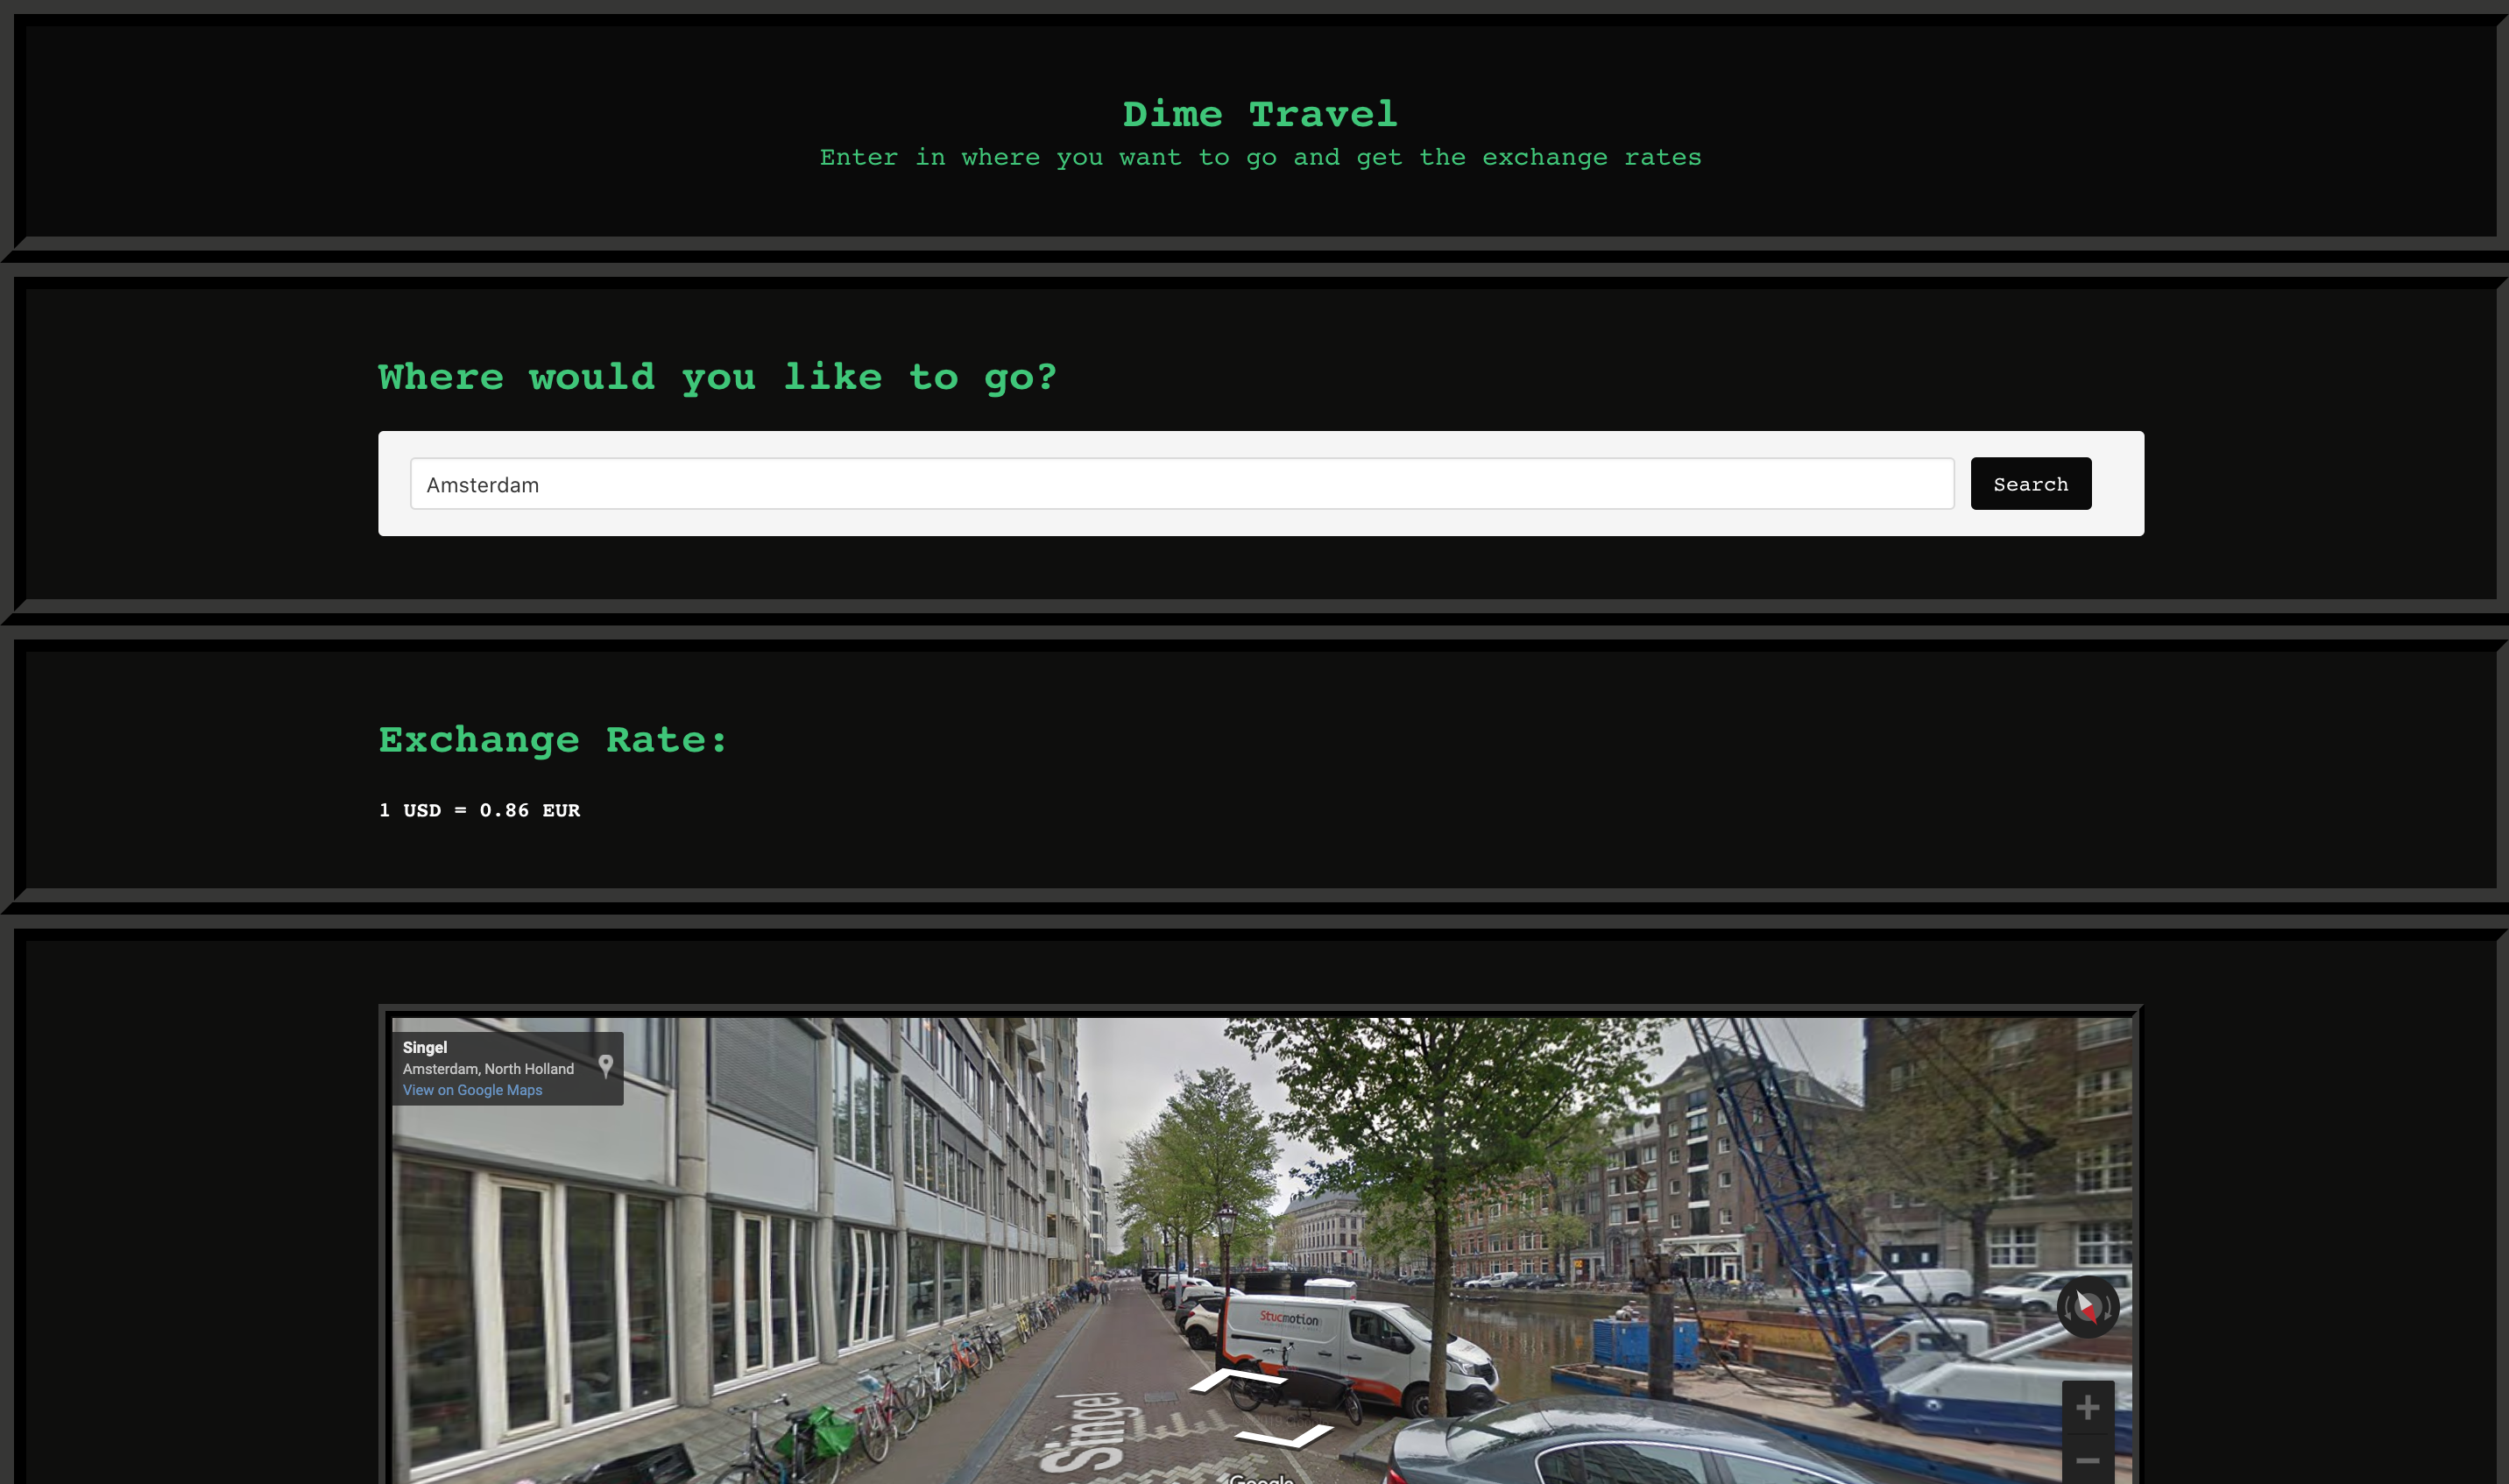 Dime Travel
Enter in where you want to go and get the exchange rates
Where would you like to go?
Amsterdam
Search
Exchange Rate:
1 USD = 0.86 EUR
Singel
Amsterdam, North Holland
View on Google Maps
Stucmotion
Singel
Google